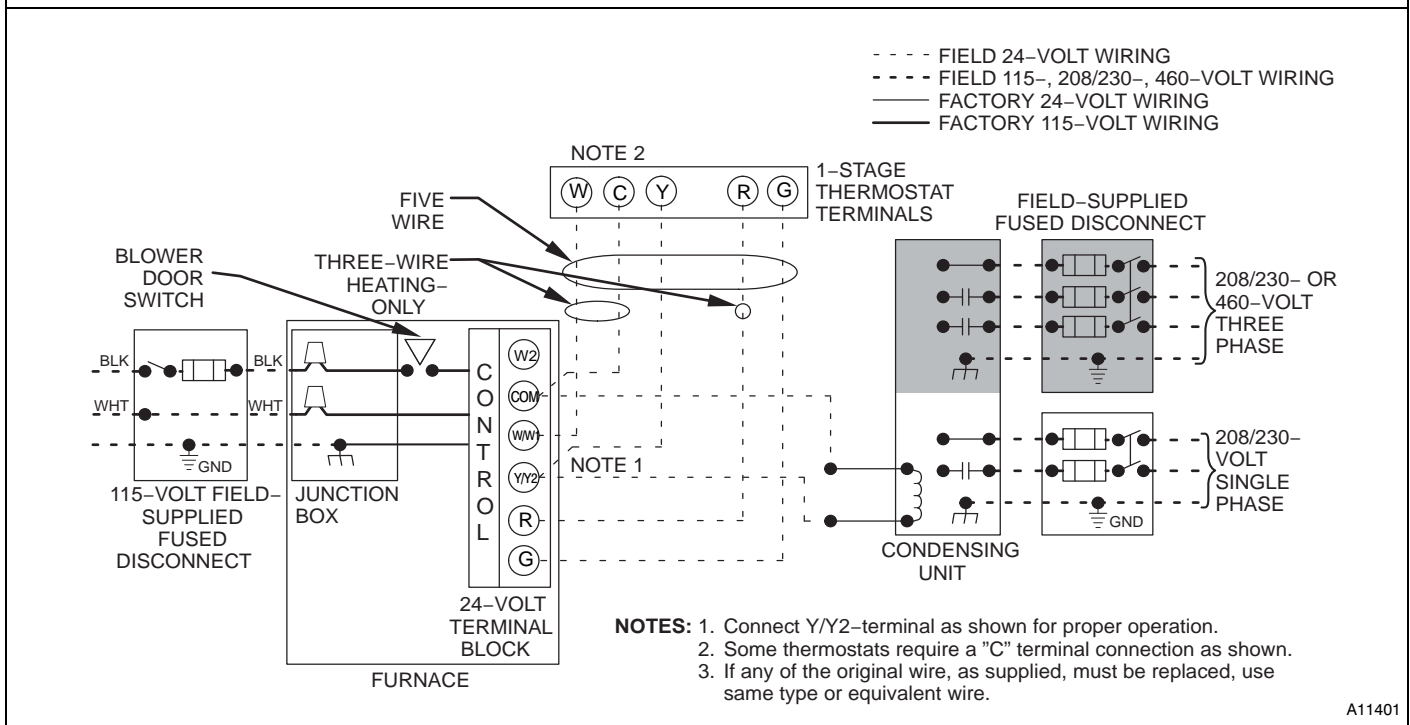 FIELD 24−VOLT WIRING
FIELD 115−, 208/230−, 460−VOLT WIRING
FACTORY 24−VOLT WIRING
FACTORY 115−VOLT WIRING
NOTE 2
W C Y R G
1−STAGE
THERMOSTAT
TERMINALS
FIVE
WIRE
THREE−WIRE
HEATING−
ONLY
BLOWER
DOOR
SWITCH
FIELD−SUPPLIED
FUSED DISCONNECT
208/230− OR
460−VOLT
THREE
PHASE
BLK
BLK
WHT
WHT
GND
115−VOLT FIELD−
SUPPLIED
FUSED
DISCONNECT
JUNCTION
BOX
CONTROL
W2
COM
W/W1
Y/Y2
R
G
NOTE 1
24−VOLT
TERMINAL
BLOCK
FURNACE
208/230−
VOLT
SINGLE
PHASE
GND
CONDENSING
UNIT
NOTES: 1. Connect Y/Y2−terminal as shown for proper operation.
2. Some thermostats require a "C" terminal connection as shown.
3. If any of the original wire, as supplied, must be replaced, use
same type or equivalent wire.
A11401